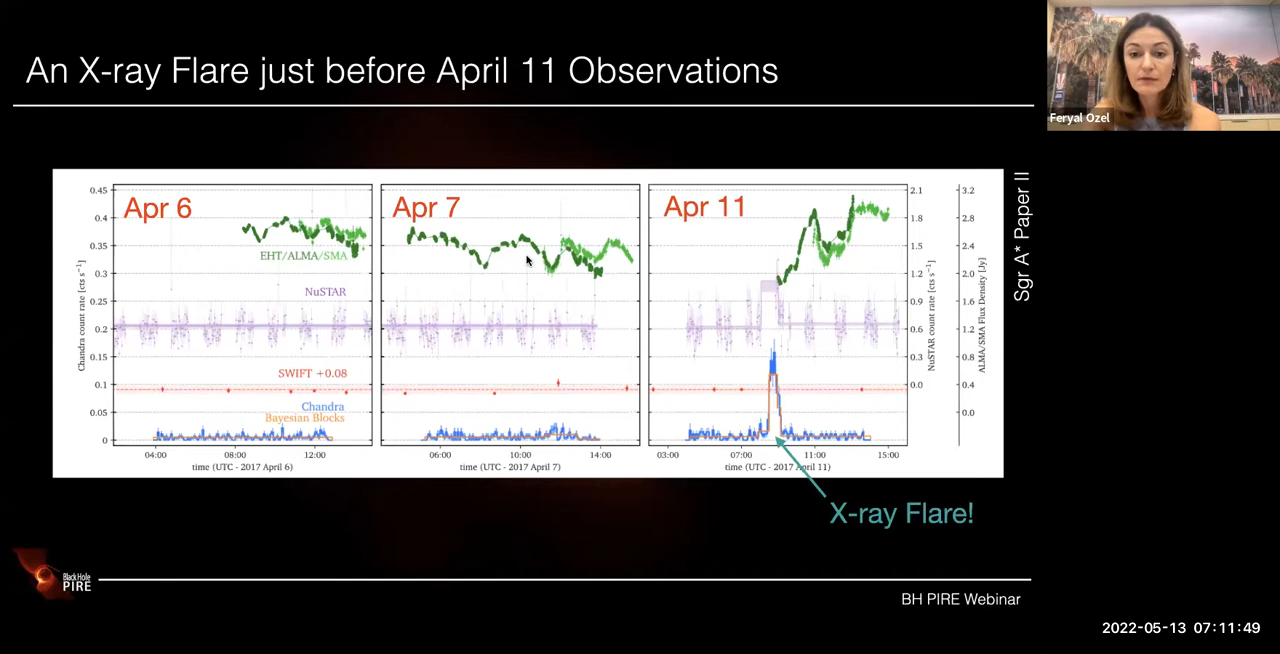 An X-ray Flare just before April 11 Observations
Feryal Ozel
Sgr A* Paper II
Apr 6
Apr 7
Apr 11
0.45
0.4
0.35
0.3
0.25
0.2
0.15
0.1
0.05
0
Chandra count rate [cts s⁻¹]
EHT/ALMA/SMA
NuSTAR
SWIFT +0.08
Chandra
Bayesian Blocks
04:00 08:00 12:00
time (UTC - 2017 April 6)
06:00 10:00 14:00
time (UTC - 2017 April 7)
03:00 07:00 11:00 15:00
time (UTC - 2017 April 11)
2.1
1.8
1.5
1.2
0.9
0.6
0.3
0.0
NuSTAR count rate [cts s⁻¹]
3.2
2.8
2.4
2.0
1.6
1.2
0.8
0.4
0.0
ALMA/SMA Flux Density [Jy]
X-ray Flare!
Black Hole
PIRE
BH PIRE Webinar
2022-05-13 07:11:49